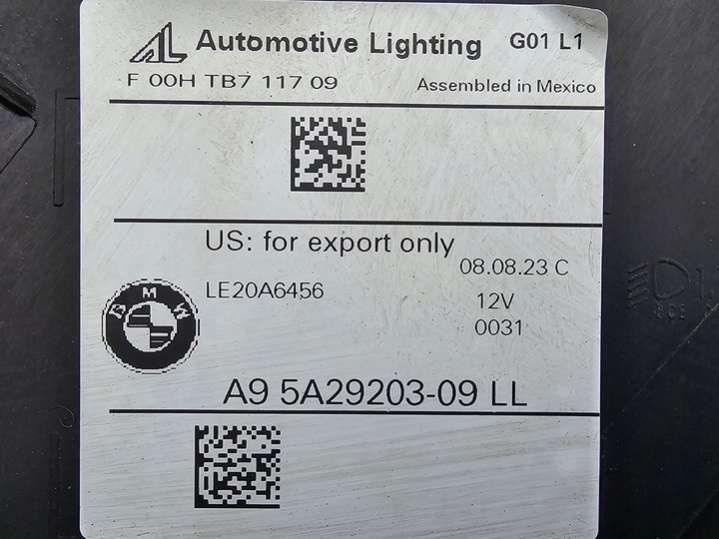 AL Automotive Lighting G01 L1
F 00H TB7 117 09 Assembled in Mexico
US: for export only
08.08.23 C
LE20A6456
12V
BMW
0031
A9 5A29203-09 LL